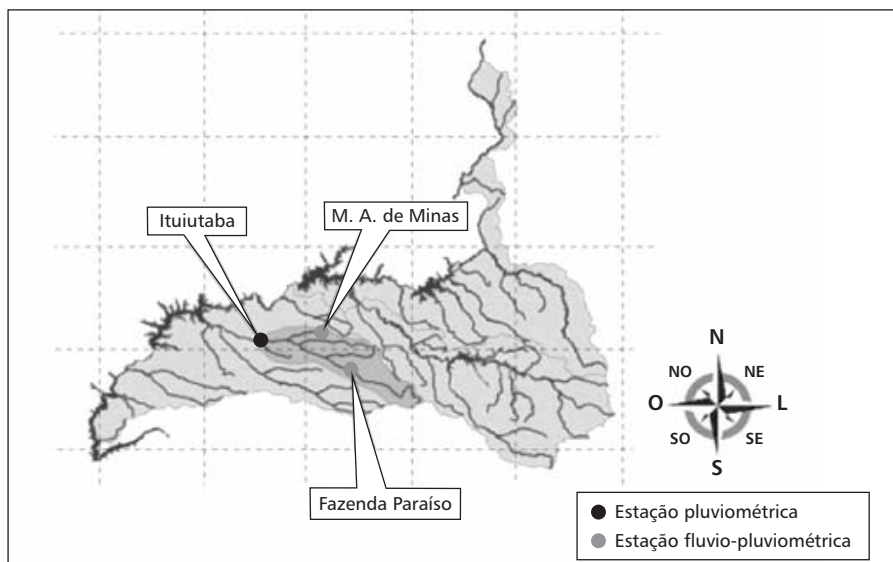 Ituiutaba
M. A. de Minas
Fazenda Paraíso
N
NO
NE
O
L
SO
SE
S
Estação pluviométrica
Estação fluvio-pluviométrica